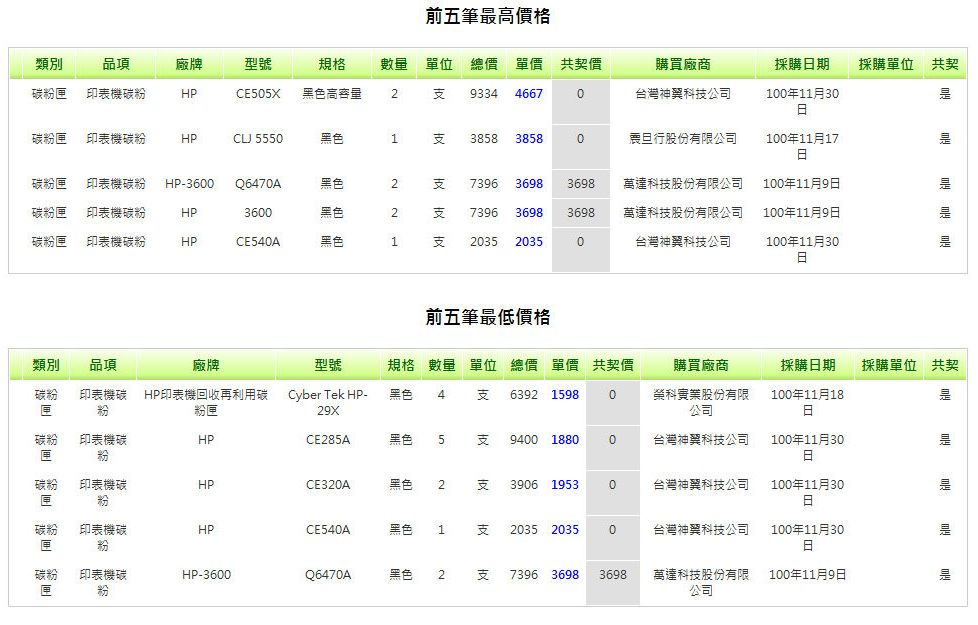 前五筆最高價格
類別 品項 廠牌 型號 規格 數量 單位 總價 單價 共契價 購買廠商 採購日期 採購單位 共契
碳粉匣 印表機碳粉 HP CE505X 黑色高容量 2 支 9334 4667 0 台灣神翼科技公司 100年11月30 是
日
碳粉匣 印表機碳粉 HP CLJ 5550 黑色 1 支 3858 3858 0 震旦行股份有限公司 100年11月17 是
日
碳粉匣 印表機碳粉 HP-3600 Q6470A 黑色 2 支 7396 3698 3698 萬達科技股份有限公司 100年11月9日 是
碳粉匣 印表機碳粉 HP 3600 黑色 2 支 7396 3698 3698 萬達科技股份有限公司 100年11月9日 是
碳粉匣 印表機碳粉 HP CE540A 黑色 1 支 2035 2035 0 台灣神翼科技公司 100年11月30 是
日
前五筆最低價格
類別 品項 廠牌 型號 規格 數量 單位 總價 單價 共契價 購買廠商 採購日期 採購單位 共契
碳粉 印表機碳 HP印表機回收再利用碳 Cyber Tek HP- 黑色 4 支 6392 1598 0 榮科實業股份有限 100年11月18 是
匣 粉 粉匣 29X 公司 日
碳粉 印表機碳 HP CE285A 黑色 5 支 9400 1880 0 台灣神翼科技公司 100年11月30 是
匣 粉 日
碳粉 印表機碳 HP CE320A 黑色 2 支 3906 1953 0 台灣神翼科技公司 100年11月30 是
匣 粉 日
碳粉 印表機碳 HP CE540A 黑色 1 支 2035 2035 0 台灣神翼科技公司 100年11月30 是
匣 粉 日
碳粉 印表機碳 HP-3600 Q6470A 黑色 2 支 7396 3698 3698 萬達科技股份有限 100年11月9日 是
匣 粉 公司